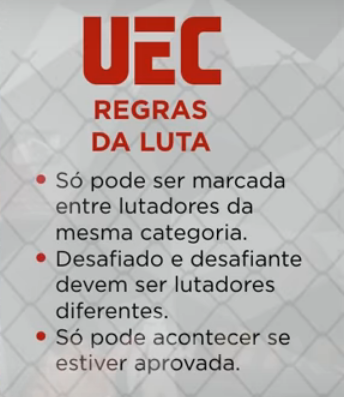 UEC
REGRAS
DA LUTA
• Só pode ser marcada
entre lutadores da
mesma categoria.
• Desafiado e desafiante
devem ser lutadores
diferentes.
• Só pode acontecer se
estiver aprovada.